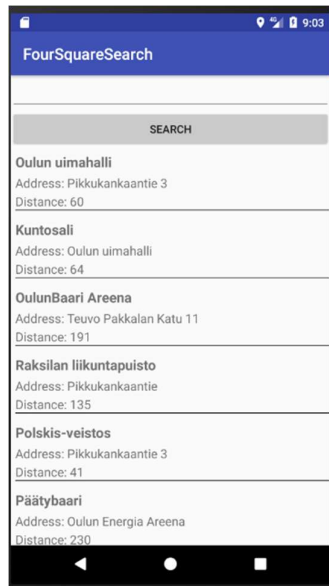 9:03
FourSquareSearch
SEARCH
Oulun uimahalli
Address: Pikkukankaantie 3
Distance: 60
Kuntosali
Address: Oulun uimahalli
Distance: 64
OulunBaari Areena
Address: Teuvo Pakkalan Katu 11
Distance: 191
Raksilan liikuntapuisto
Address: Pikkukankaantie
Distance: 135
Polskis-veistos
Address: Pikkukankaantie 3
Distance: 41
Päätybaari
Address: Oulun Energia Areena
Distance: 230